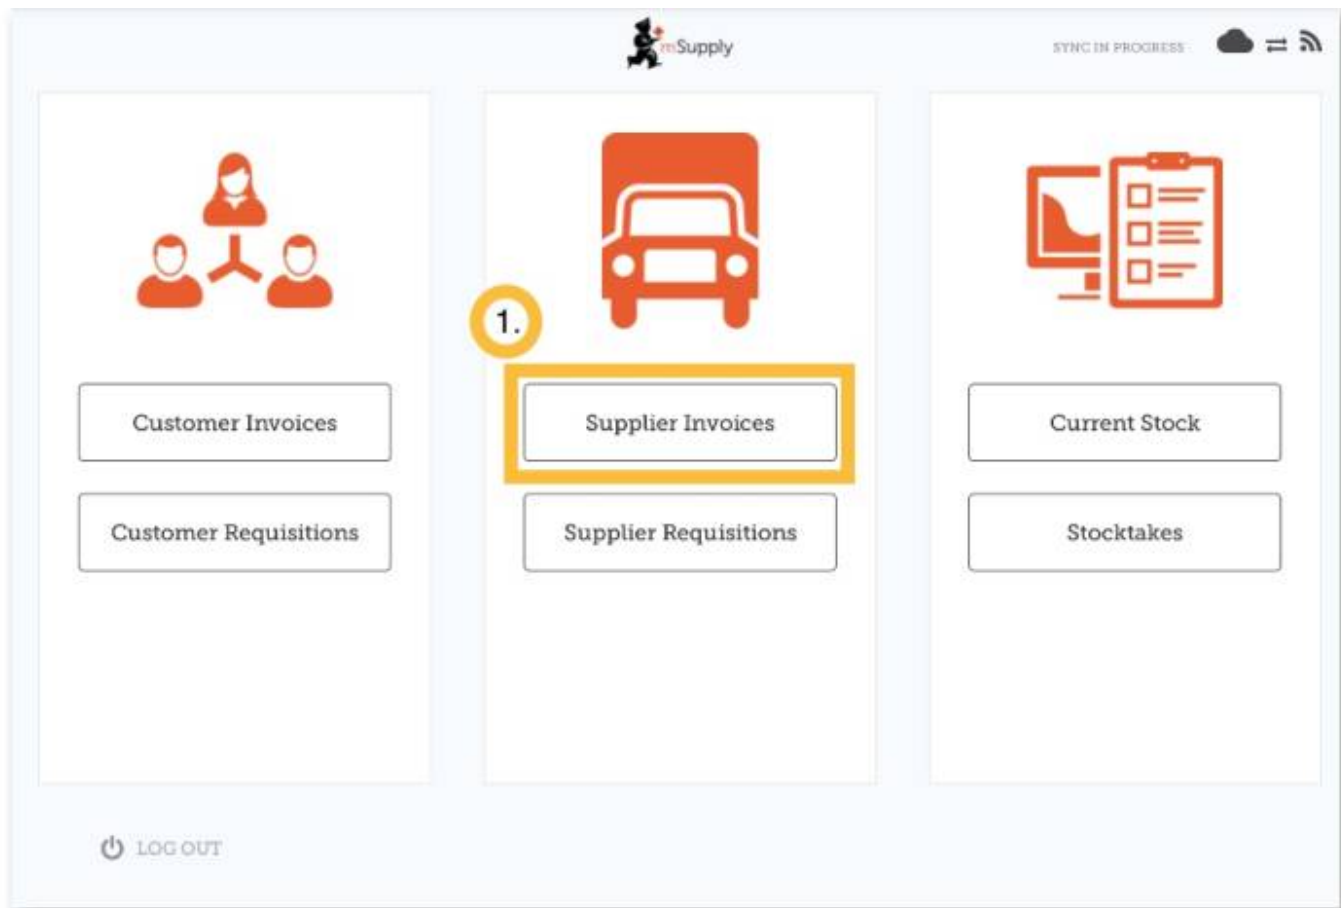 mSupply
SYNC IN PROGRESS
1.
Customer Invoices
Supplier Invoices
Current Stock
Customer Requisitions
Supplier Requisitions
Stocktakes
LOG OUT